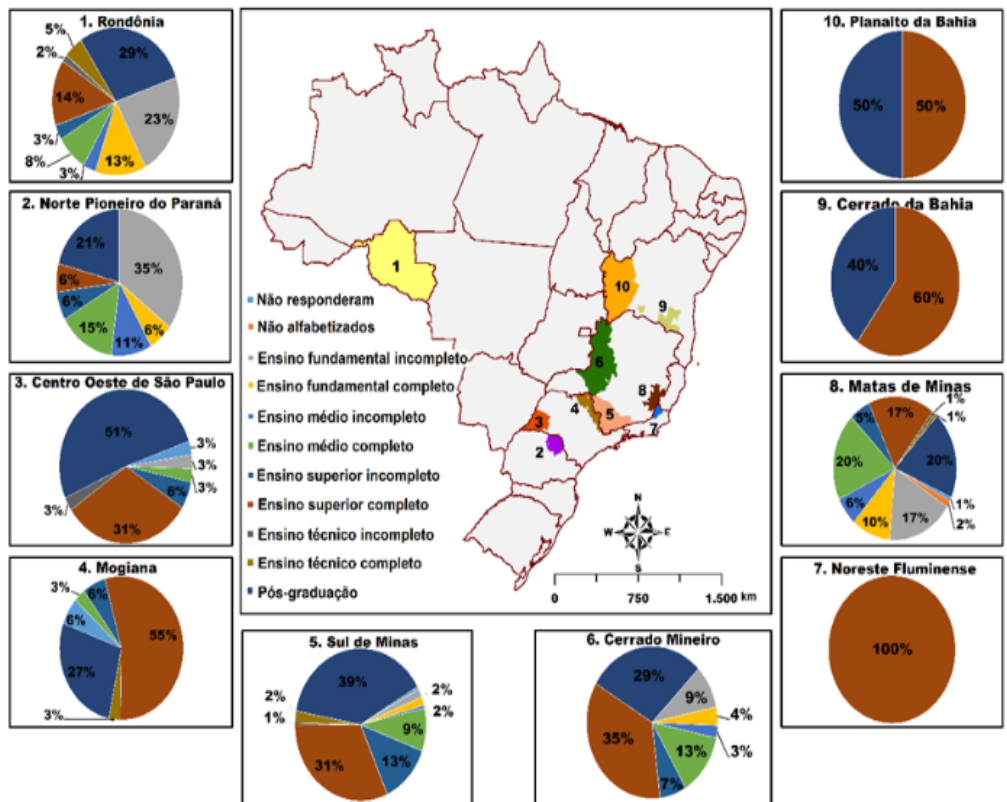 1. Rondônia
5%
2%
29%
14%
23%
3%
8%
3%
13%
2. Norte Pioneiro do Paraná
21%
35%
6%
6%
15%
11%
6%
3. Centro Oeste de São Paulo
51%
3%
3%
3%
6%
3%
31%
4. Mogiana
3%
6%
6%
55%
27%
3%
1
10
9
6
8
4
5
7
3
2
Não responderam
Não alfabetizados
Ensino fundamental incompleto
Ensino fundamental completo
Ensino médio incompleto
Ensino médio completo
Ensino superior incompleto
Ensino superior completo
Ensino técnico incompleto
Ensino técnico completo
Pós-graduação
N
W E
S
0 750 1.500 km
5. Sul de Minas
39%
2%
2%
2%
1%
9%
31%
13%
6. Cerrado Mineiro
29%
9%
4%
35%
3%
13%
7%
10. Planalto da Bahia
50%
50%
9. Cerrado da Bahia
40%
60%
8. Matas de Minas
5%
17%
1%
1%
20%
20%
6%
1%
10%
17%
2%
7. Noreste Fluminense
100%